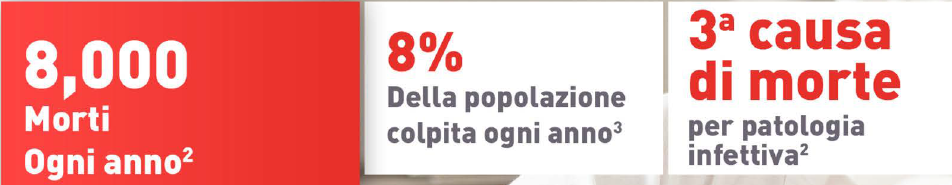 8,000
Morti
Ogni anno²
8%
Della popolazione
colpita ogni anno³
3ª causa
di morte
per patologia
infettiva²